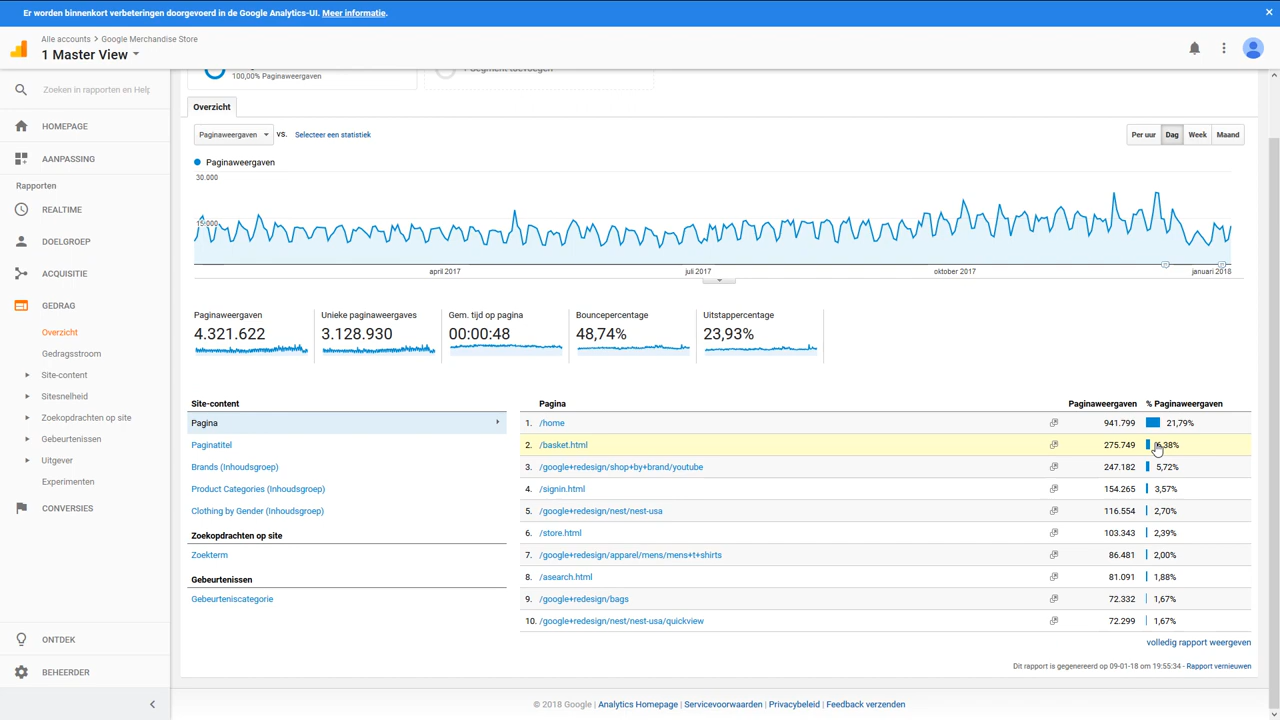 Er worden binnenkort verbeteringen doorgevoerd in de Google Analytics-UI. Meer informatie.
Alle accounts > Google Merchandise Store
1 Master View
100,00% Paginaweergaven
Zoeken in rapporten en Help
Overzicht
HOMEPAGE
Paginaweergaven vs. Selecteer een statistiek
Per uur Dag Week Maand
AANPASSING
Paginaweergaven
30.000
15.000
april 2017 juli 2017 oktober 2017 januari 2018
Rapporten
REALTIME
DOELGROEP
ACQUISITIE
GEDRAG
Overzicht
Gedragsstroom
Site-content
Sitesnelheid
Zoekopdrachten op site
Gebeurtenissen
Uitgever
Experimenten
CONVERSIES
ONTDEK
BEHEERDER
Paginaweergaven Unieke paginaweergaves Gem. tijd op pagina Bouncepercentage Uitstappercentage
4.321.622 3.128.930 00:00:48 48,74% 23,93%
Site-content
Pagina
Paginatitel
Brands (Inhoudsgroep)
Product Categories (Inhoudsgroep)
Clothing by Gender (Inhoudsgroep)
Zoekopdrachten op site
Zoekterm
Gebeurtenissen
Gebeurteniscategorie
Pagina Paginaweergaven % Paginaweergaven
1. /home 941.799 21,79%
2. /basket.html 275.749 6,38%
3. /google+redesign/shop+by+brand/youtube 247.182 5,72%
4. /signin.html 154.265 3,57%
5. /google+redesign/nest/nest-usa 116.554 2,70%
6. /store.html 103.343 2,39%
7. /google+redesign/apparel/mens/mens+t+shirts 86.481 2,00%
8. /asearch.html 81.091 1,88%
9. /google+redesign/bags 72.332 1,67%
10. /google+redesign/nest/nest-usa/quickview 72.299 1,67%
volledig rapport weergeven
Dit rapport is gegenereerd op 09-01-18 om 19:55:34 - Rapport vernieuwen
© 2018 Google | Analytics Homepage | Servicevoorwaarden | Privacybeleid | Feedback verzenden